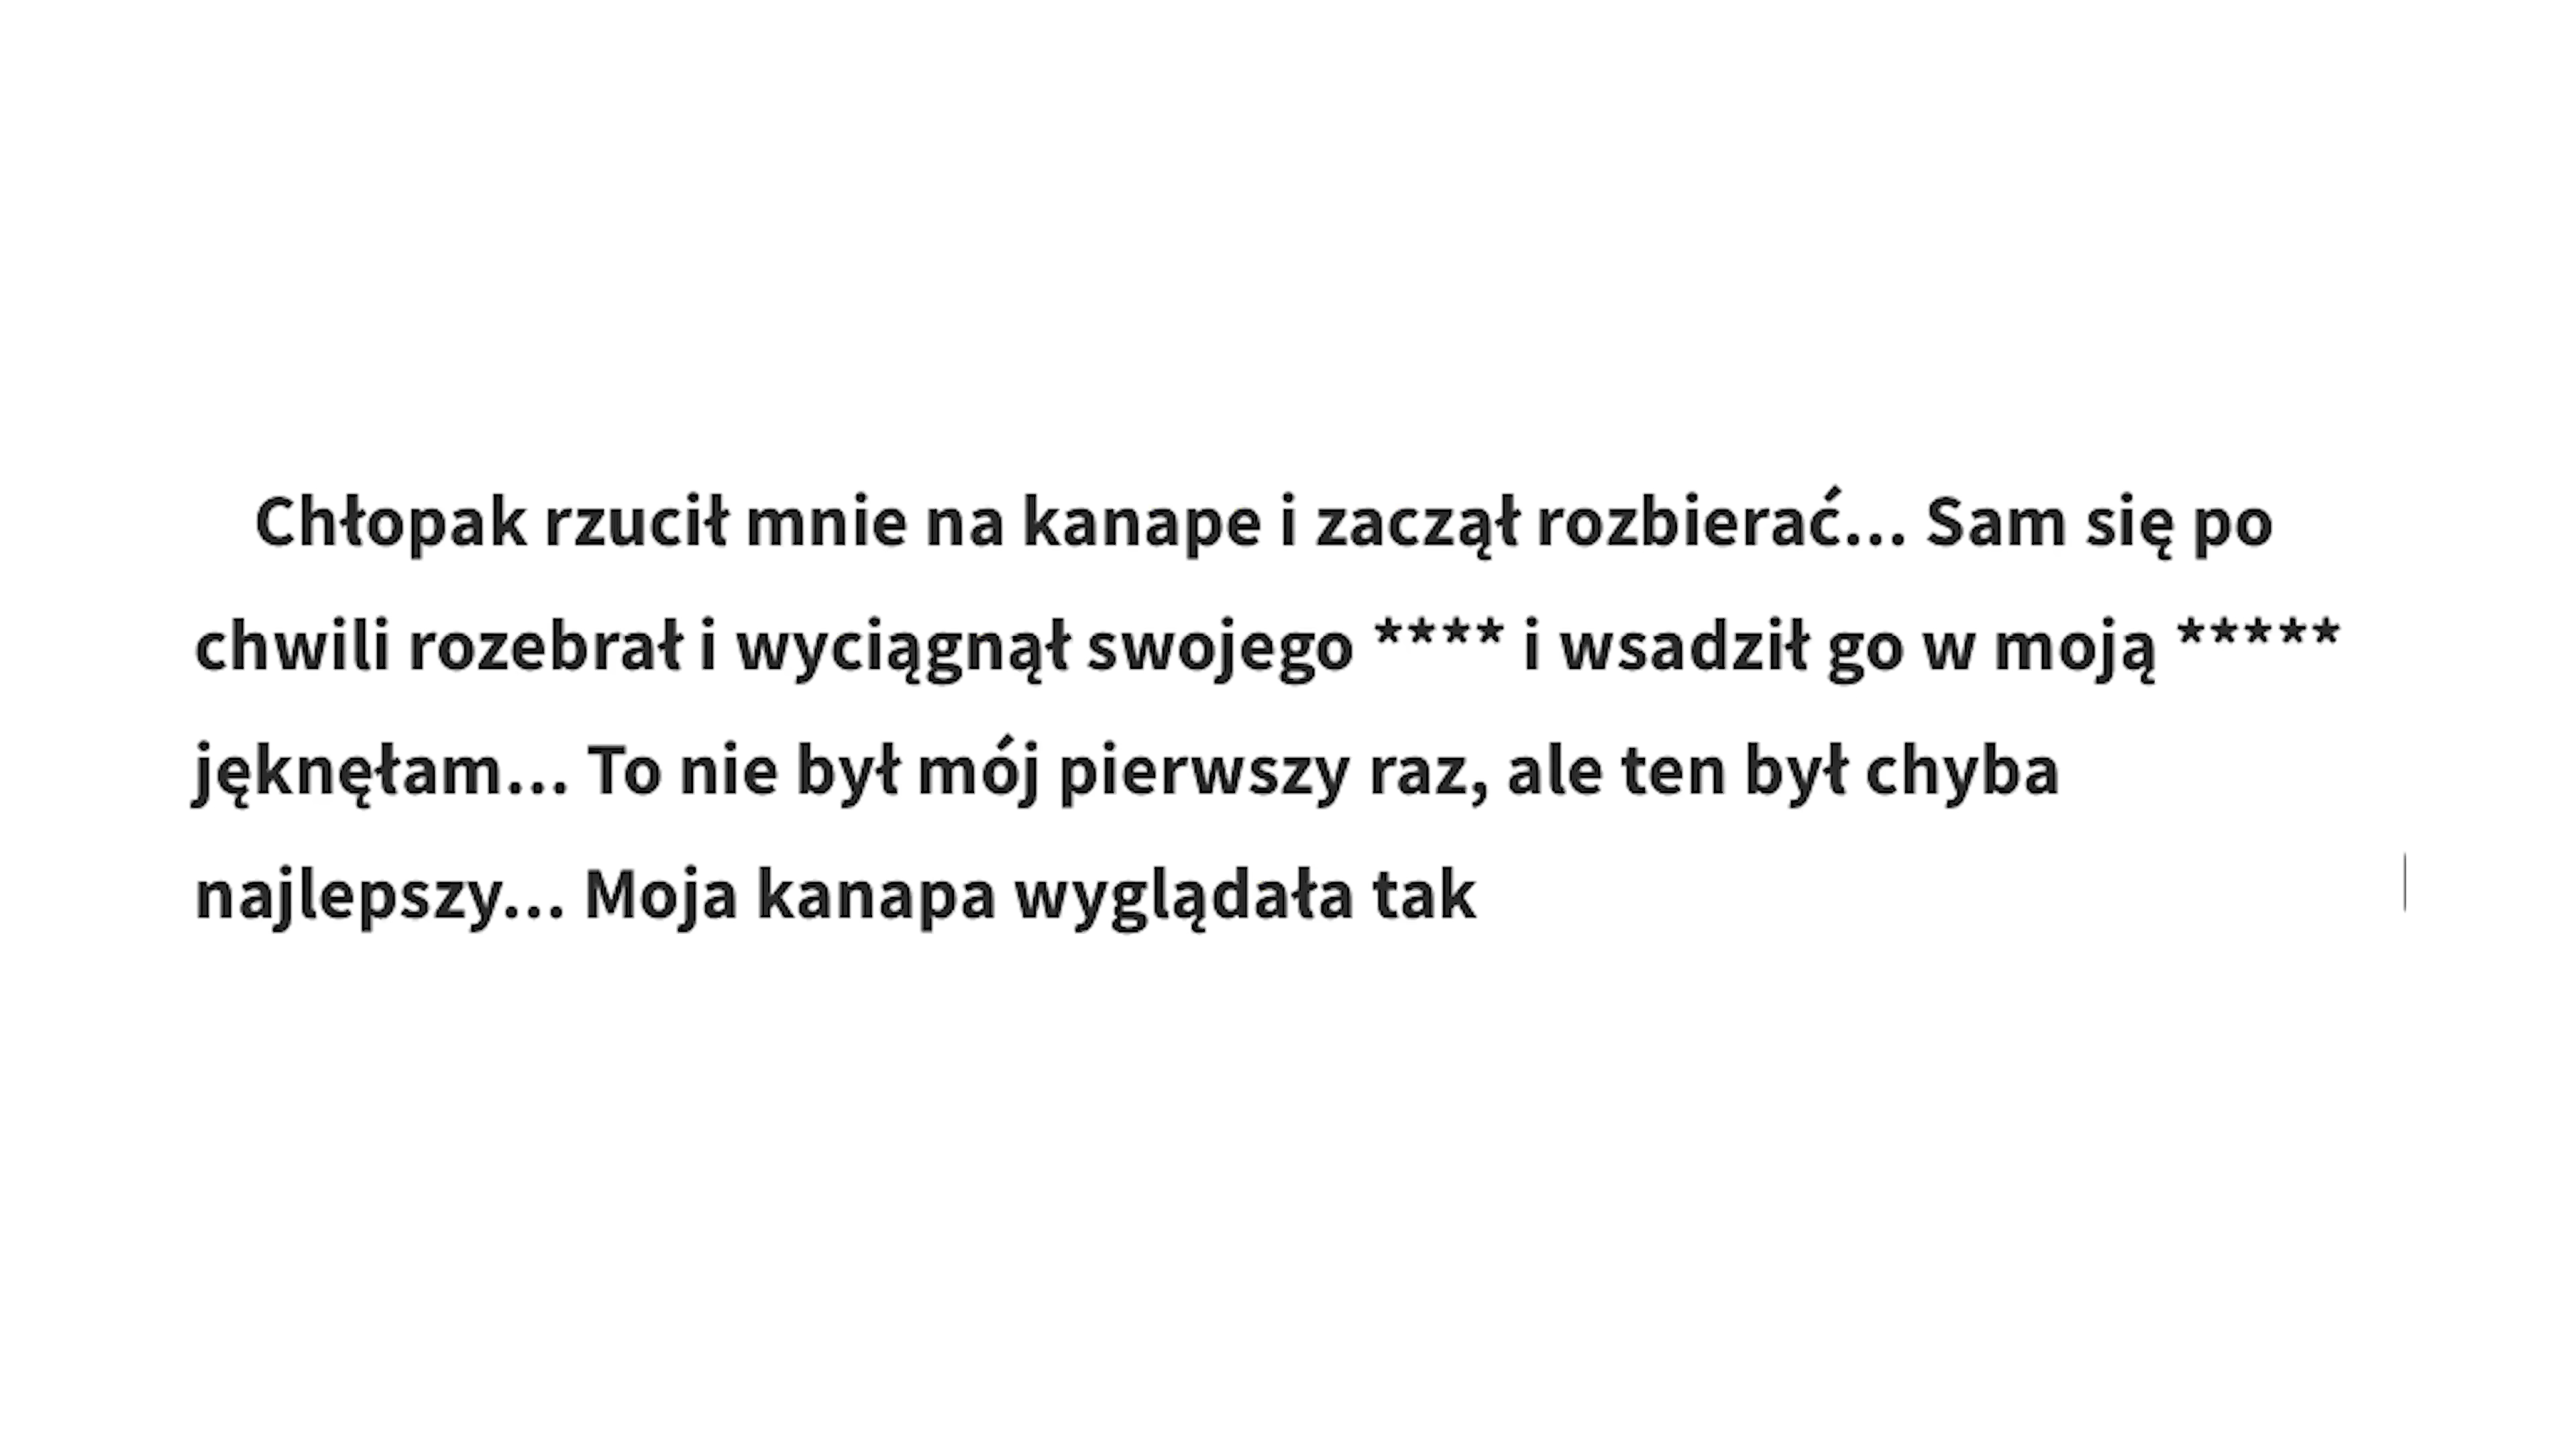 Chłopak rzucił mnie na kanape i zaczął rozbierać... Sam się po
chwili rozebrał i wyciągnął swojego **** i wsadził go w moją *****
jęknęłam... To nie był mój pierwszy raz, ale ten był chyba
najlepszy... Moja kanapa wyglądała tak